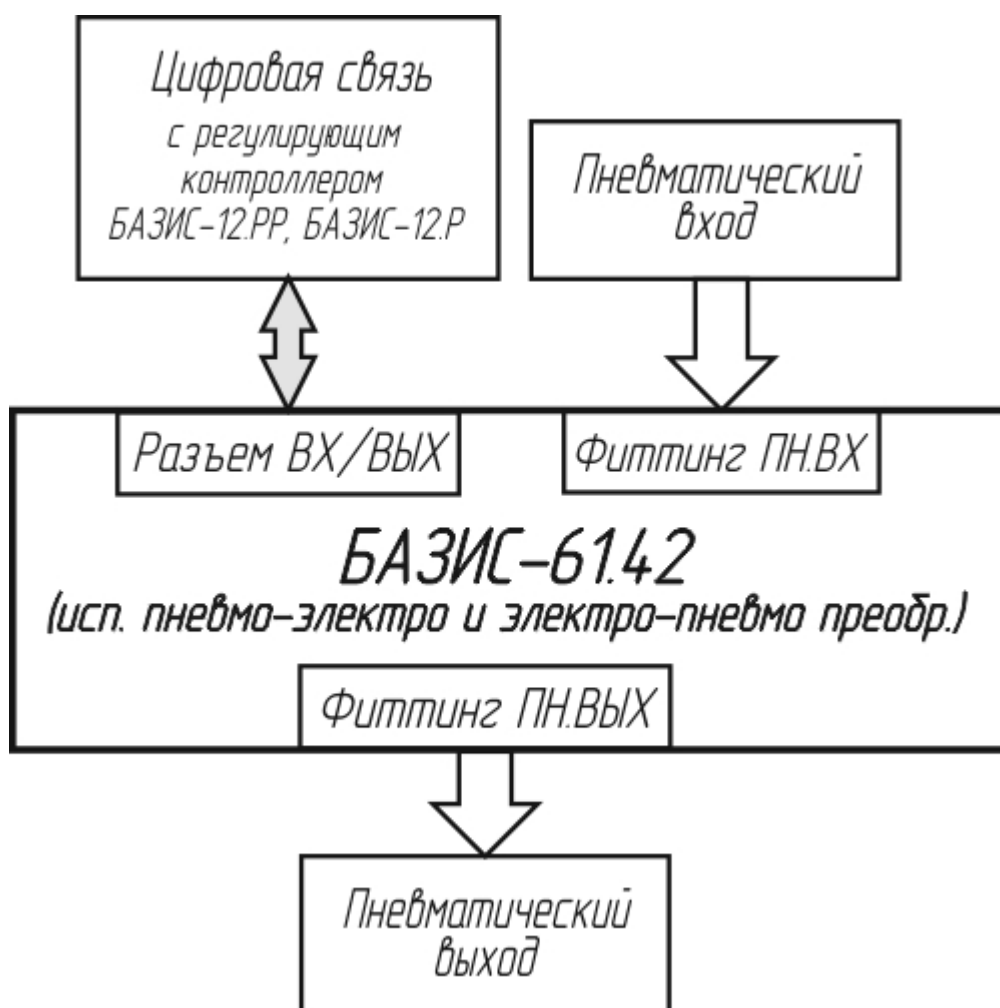 Цифровая связь
с регулирующим
контроллером
БАЗИС-12.РР, БАЗИС-12.Р
Пневматический
вход
Разъем ВХ/ВЫХ
Фиттинг ПН.ВХ
БАЗИС-61.42
(исп. пневмо-электро и электро-пневмо преобр.)
Фиттинг ПН.ВЫХ
Пневматический
выход